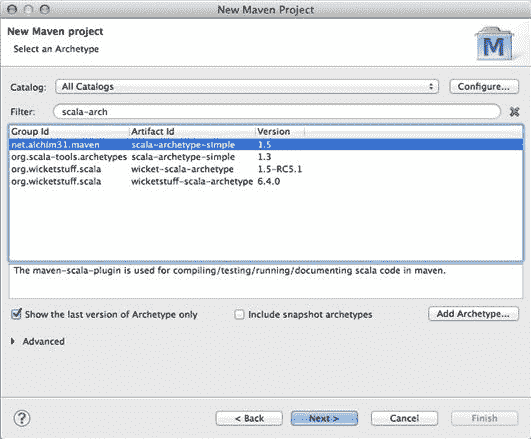 New Maven Project
New Maven project
Select an Archetype
M
Catalog: All Catalogs Configure...
Filter: scala-arch
Group Id Artifact Id Version
net.alchim31.maven scala-archetype-simple 1.5
org.scala-tools.archetypes scala-archetype-simple 1.3
org.wicketstuff.scala wicket-scala-archetype 1.5-RC5.1
org.wicketstuff.scala wicketstuff-scala-archetype 6.4.0
The maven-scala-plugin is used for compiling/testing/running/documenting scala code in maven.
Show the last version of Archetype only Include snapshot archetypes Add Archetype...
Advanced
? < Back Next > Cancel Finish